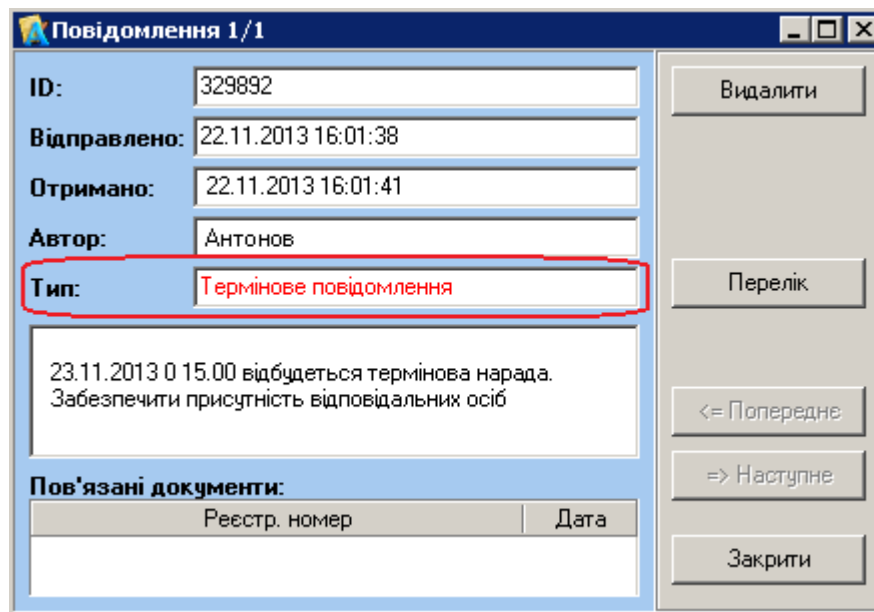 Повідомлення 1/1
ID: 329892
Відправлено: 22.11.2013 16:01:38
Отримано: 22.11.2013 16:01:41
Автор: Антонов
Тип: Термінове повідомлення
23.11.2013 0 15.00 відбудеться термінова нарада.
Забезпечити присутність відповідальних осіб
Пов'язані документи:
Реєстр. номер Дата
Видалити
Перелік
<= Попереднє
=> Наступне
Закрити